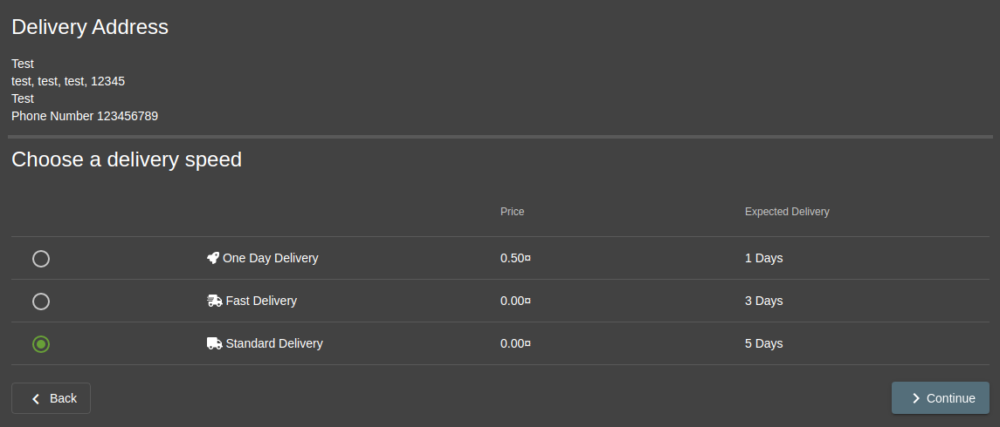 Delivery Address
Test
test, test, test, 12345
Test
Phone Number 123456789
Choose a delivery speed
Price Expected Delivery
One Day Delivery 0.50¤ 1 Days
Fast Delivery 0.00¤ 3 Days
Standard Delivery 0.00¤ 5 Days
Back Continue